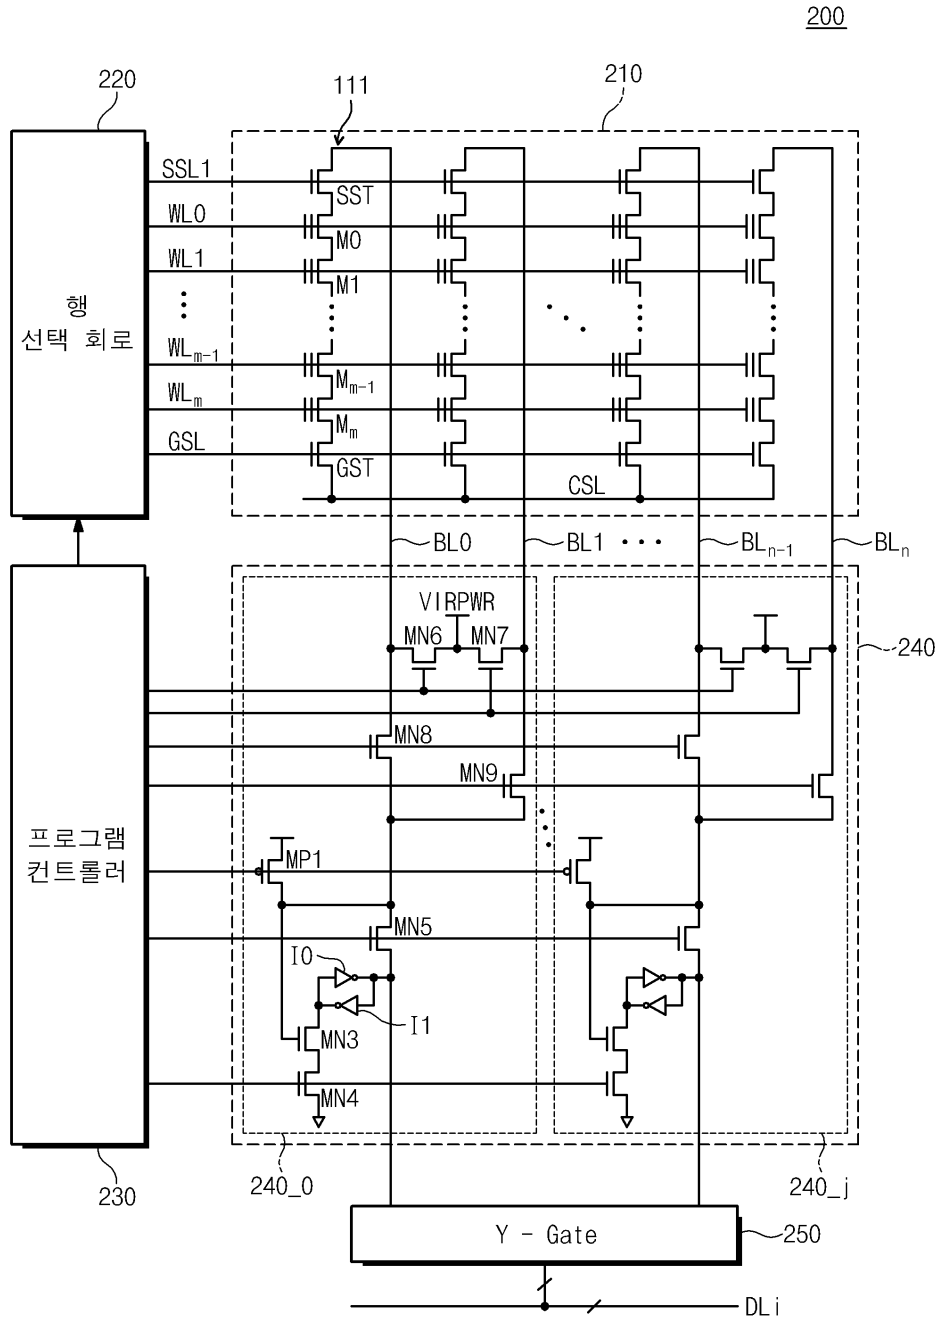 200
220
111
210
SSL1
SST
WL0
M0
WL1
M1
행
선택 회로
WLm-1
Mm-1
WLm
Mm
GSL
GST
CSL
BL0
BL1
BLn-1
BLn
VIRPWR
MN6
MN7
240
MN8
MN9
프로그램
컨트롤러
MP1
MN5
I0
I1
MN3
MN4
230
240_0
240_j
Y - Gate
250
DLi